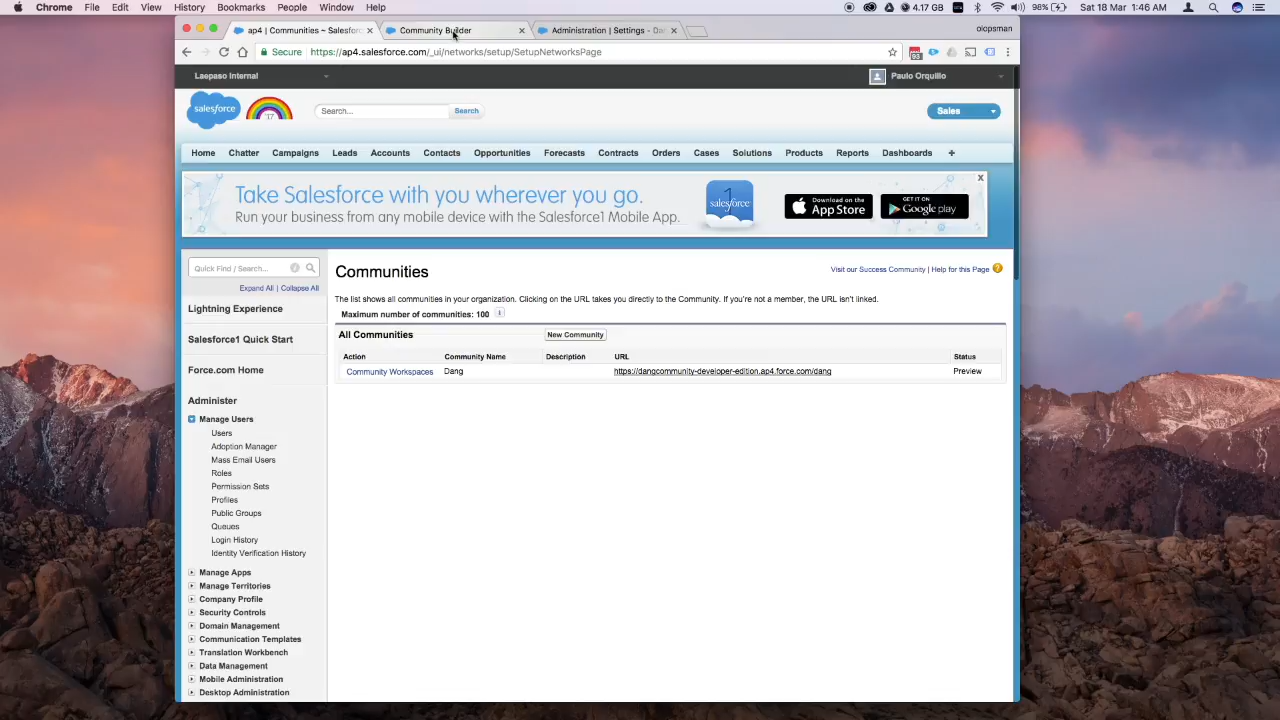 Chrome File Edit View History Bookmarks People Window Help 4.17 GB 98% Sat 18 Mar 1:46 AM
ap4 | Communities ~ Salesforc Community Builder Administration | Settings - Dan olopsman
Secure https://ap4.salesforce.com/_ui/networks/setup/SetupNetworksPage 93
Laepaso Internal Paulo Orquillo
salesforce '17 Search... Search Sales
Home Chatter Campaigns Leads Accounts Contacts Opportunities Forecasts Contracts Orders Cases Solutions Products Reports Dashboards +
Take Salesforce with you wherever you go.
Run your business from any mobile device with the Salesforce1 Mobile App.
1 salesforce
Download on the App Store
GET IT ON Google play
X
Quick Find / Search...
Expand All | Collapse All
Lightning Experience
Salesforce1 Quick Start
Force.com Home
Administer
Manage Users
Users
Adoption Manager
Mass Email Users
Roles
Permission Sets
Profiles
Public Groups
Queues
Login History
Identity Verification History
Manage Apps
Manage Territories
Company Profile
Security Controls
Domain Management
Communication Templates
Translation Workbench
Data Management
Mobile Administration
Desktop Administration
Communities
Visit our Success Community | Help for this Page ?
The list shows all communities in your organization. Clicking on the URL takes you directly to the Community. If you're not a member, the URL isn't linked.
Maximum number of communities: 100 i
All Communities New Community
Action Community Name Description URL Status
Community Workspaces Dang https://dangcommunity-developer-edition.ap4.force.com/dang Preview